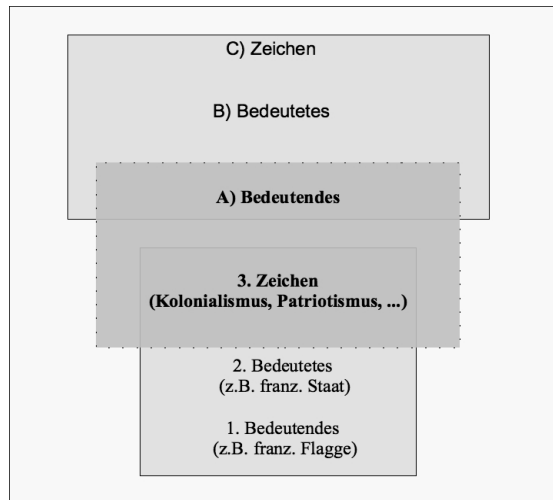 C) Zeichen
B) Bedeutetes
A) Bedeutendes
3. Zeichen
(Kolonialismus, Patriotismus, ...)
2. Bedeutetes
(z.B. franz. Staat)
1. Bedeutendes
(z.B. franz. Flagge)